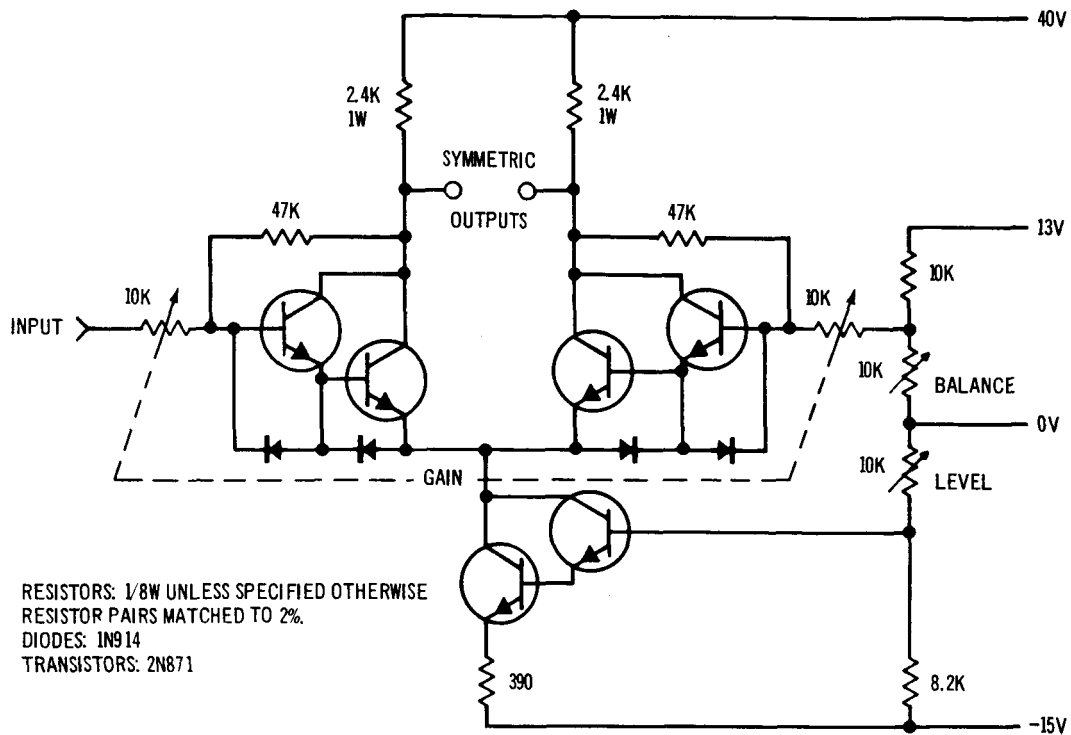 40V
2.4K
1W
2.4K
1W
SYMMETRIC
OUTPUTS
47K
47K
13V
10K
INPUT
10K
10K
10K
BALANCE
0V
GAIN
10K
LEVEL
RESISTORS: 1/8W UNLESS SPECIFIED OTHERWISE
RESISTOR PAIRS MATCHED TO 2%.
DIODES: 1N914
TRANSISTORS: 2N871
390
8.2K
-15V